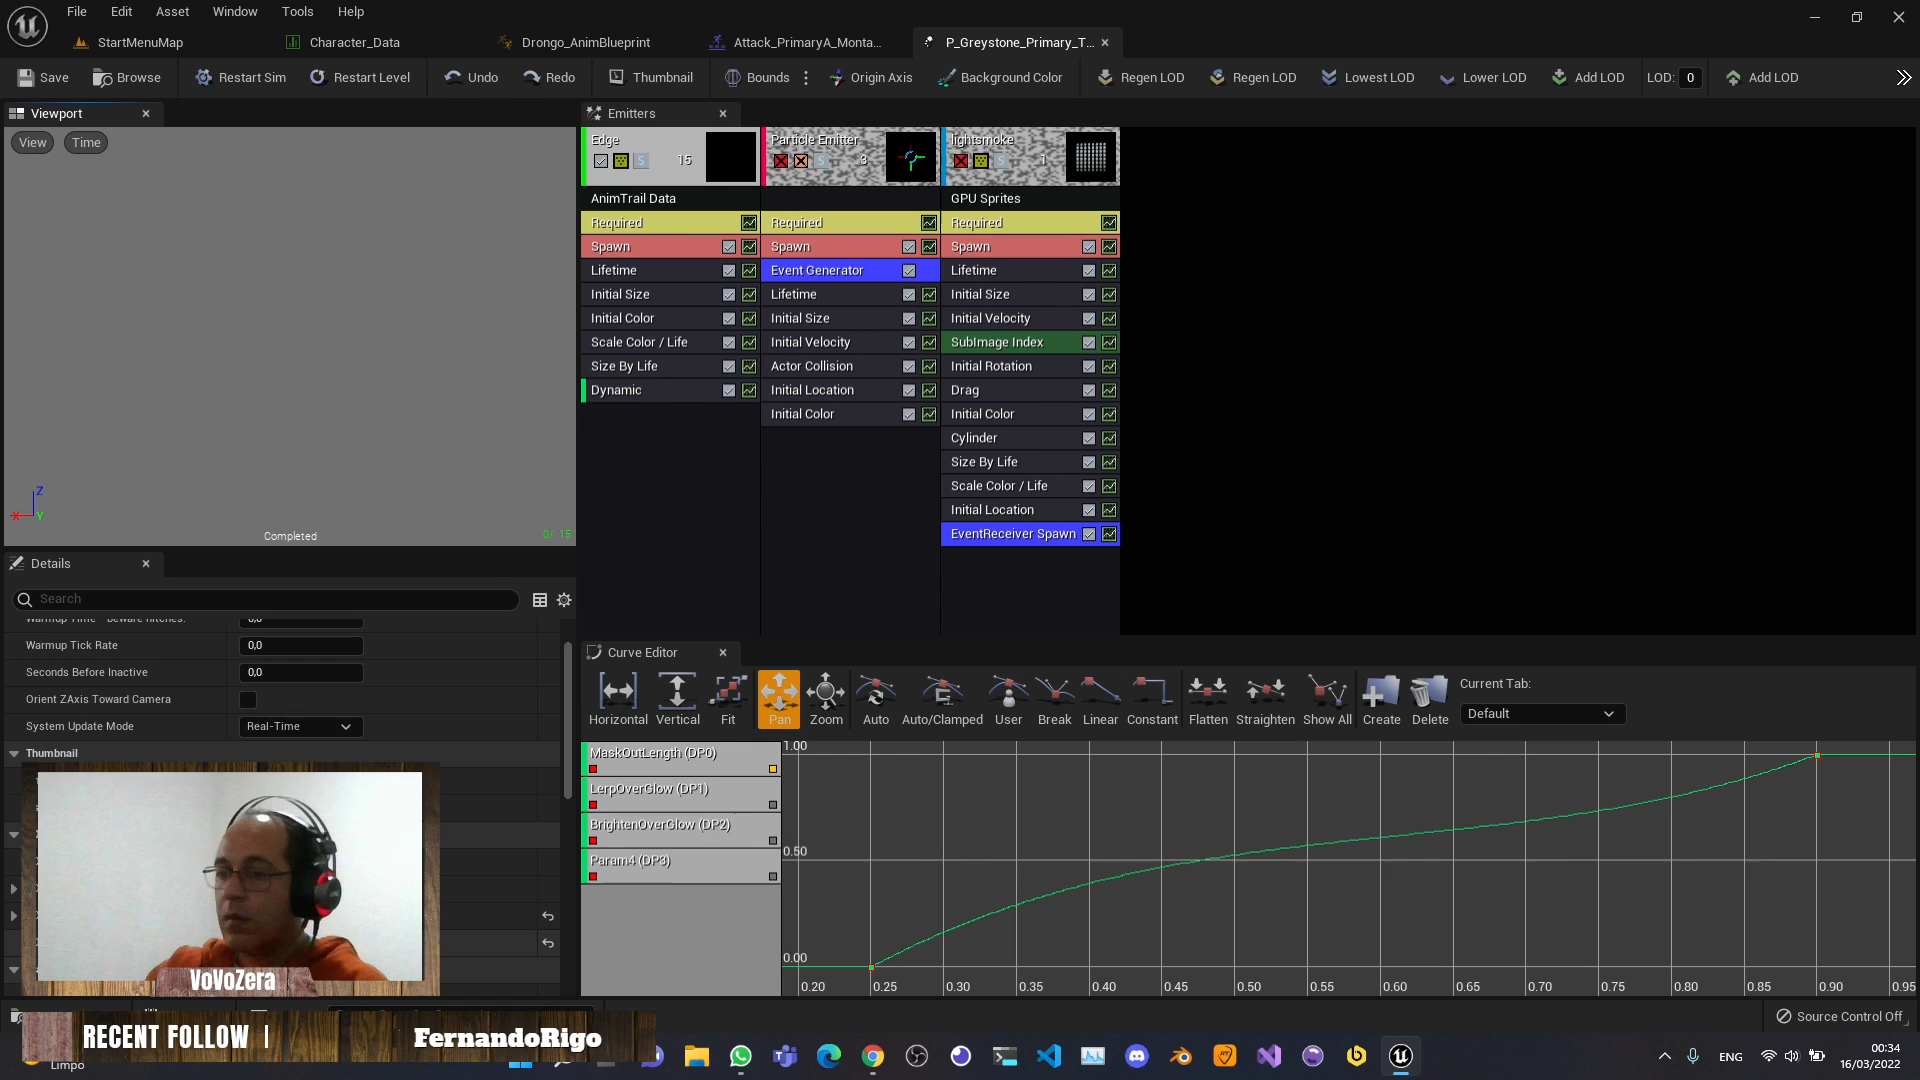 File Edit Asset Window Tools Help
StartMenuMap Character_Data Drongo_AnimBlueprint Attack_PrimaryA_Monta... P_Greystone_Primary_T...
Save Browse Restart Sim Restart Level Undo Redo Thumbnail Bounds Origin Axis Background Color Regen LOD Regen LOD Lowest LOD Lower LOD Add LOD LOD: 0 Add LOD
Viewport
View Time
Z
X Y
Completed
0/ 15
Emitters
Edge
S 15
AnimTrail Data
Required
Spawn
Lifetime
Initial Size
Initial Color
Scale Color / Life
Size By Life
Dynamic
Particle Emitter
S 3
Required
Spawn
Event Generator
Lifetime
Initial Size
Initial Velocity
Actor Collision
Initial Location
Initial Color
lightsmoke
S 1
GPU Sprites
Required
Spawn
Lifetime
Initial Size
Initial Velocity
SubImage Index
Initial Rotation
Drag
Initial Color
Cylinder
Size By Life
Scale Color / Life
Initial Location
EventReceiver Spawn
Details
Search
Warmup Tick Rate 0,0
Seconds Before Inactive 0,0
Orient ZAxis Toward Camera
System Update Mode Real-Time
Thumbnail
VoVoZera
Curve Editor
Horizontal Vertical Fit Pan Zoom Auto Auto/Clamped User Break Linear Constant Flatten Straighten Show All Create Delete
Current Tab:
Default
MaskOutLength (DP0)
LerpOverGlow (DP1)
BrightenOverGlow (DP2)
Param4 (DP3)
1.00
0.50
0.00
0.20 0.25 0.30 0.35 0.40 0.45 0.50 0.55 0.60 0.65 0.70 0.75 0.80 0.85 0.90 0.95
Source Control Off
RECENT FOLLOW | FernandoRigo
Limpo
ENG
00:34
16/03/2022